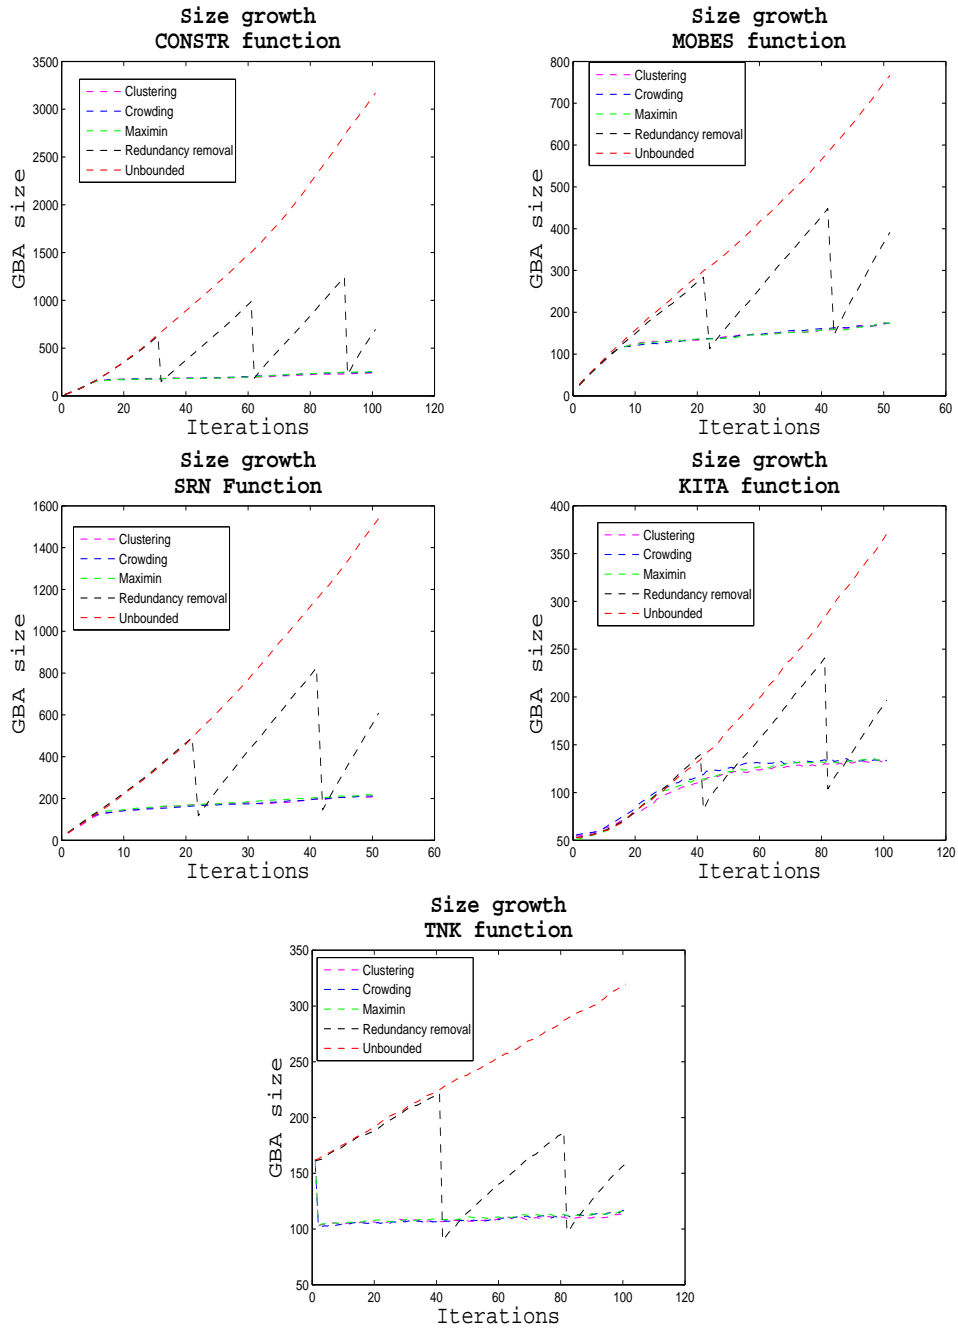 Size growth
CONSTR function
3500
3000
2500
2000
1500
1000
500
0
GBA size
Clustering
Crowding
Maximin
Redundancy removal
Unbounded
0 20 40 60 80 100 120
Iterations
Size growth
MOBES function
800
700
600
500
400
300
200
100
0
GBA size
Clustering
Crowding
Maximin
Redundancy removal
Unbounded
0 10 20 30 40 50 60
Iterations
Size growth
SRN Function
1600
1400
1200
1000
800
600
400
200
0
GBA size
Clustering
Crowding
Maximin
Redundancy removal
Unbounded
0 10 20 30 40 50 60
Iterations
Size growth
KITA function
400
350
300
250
200
150
100
50
GBA size
Clustering
Crowding
Maximin
Redundancy removal
Unbounded
0 20 40 60 80 100 120
Iterations
Size growth
TNK function
350
300
250
200
150
100
50
GBA size
Clustering
Crowding
Maximin
Redundancy removal
Unbounded
0 20 40 60 80 100 120
Iterations